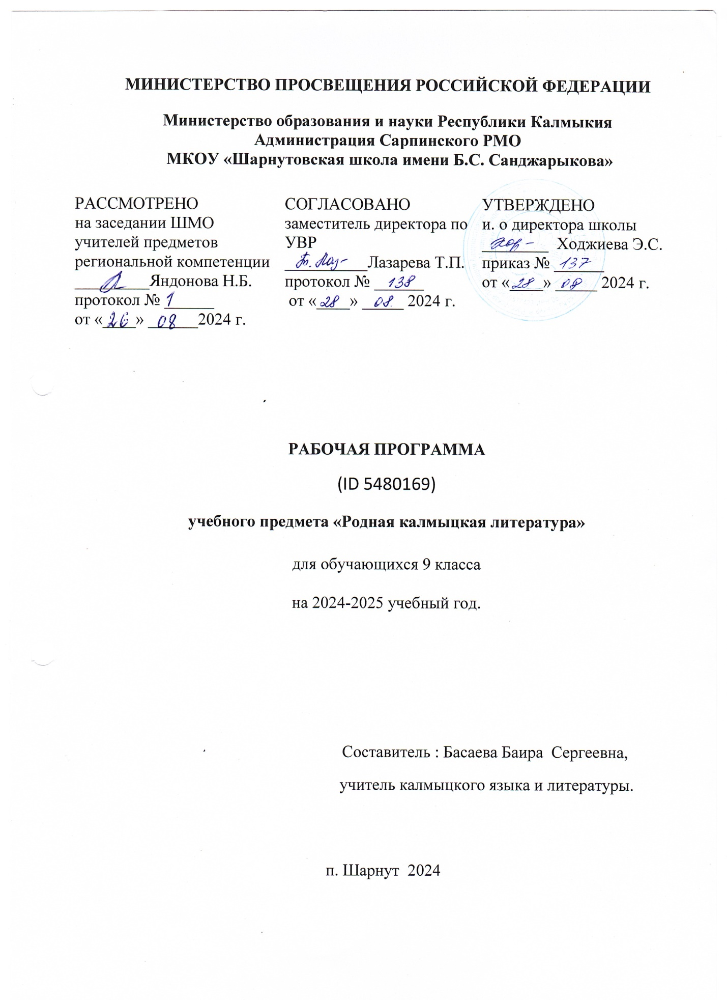 МИНИСТЕРСТВО ПРОСВЕЩЕНИЯ РОССИЙСКОЙ ФЕДЕРАЦИИ
Министерство образования и науки Республики Калмыкия
Администрация Сарпинского РМО
МКОУ «Шарнутовская школа имени Б.С. Санджарыкова»
РАССМОТРЕНО
на заседании ШМО
учителей предметов
региональной компетенции
_________Яндонова Н.Б.
протокол № 1
от «26» 08 2024 г.
СОГЛАСОВАНО
заместитель директора по
УВР
__________Лазарева Т.П.
протокол № 138
от «28» 08 2024 г.
УТВЕРЖДЕНО
и. о директора школы
________ Ходжиева Э.С.
приказ № 137
от «28» 08 2024 г.
РАБОЧАЯ ПРОГРАММА
(ID 5480169)
учебного предмета «Родная калмыцкая литература»
для обучающихся 9 класса
на 2024-2025 учебный год.
Составитель : Басаева Баира Сергеевна,
учитель калмыцкого языка и литературы.
п. Шарнут 2024